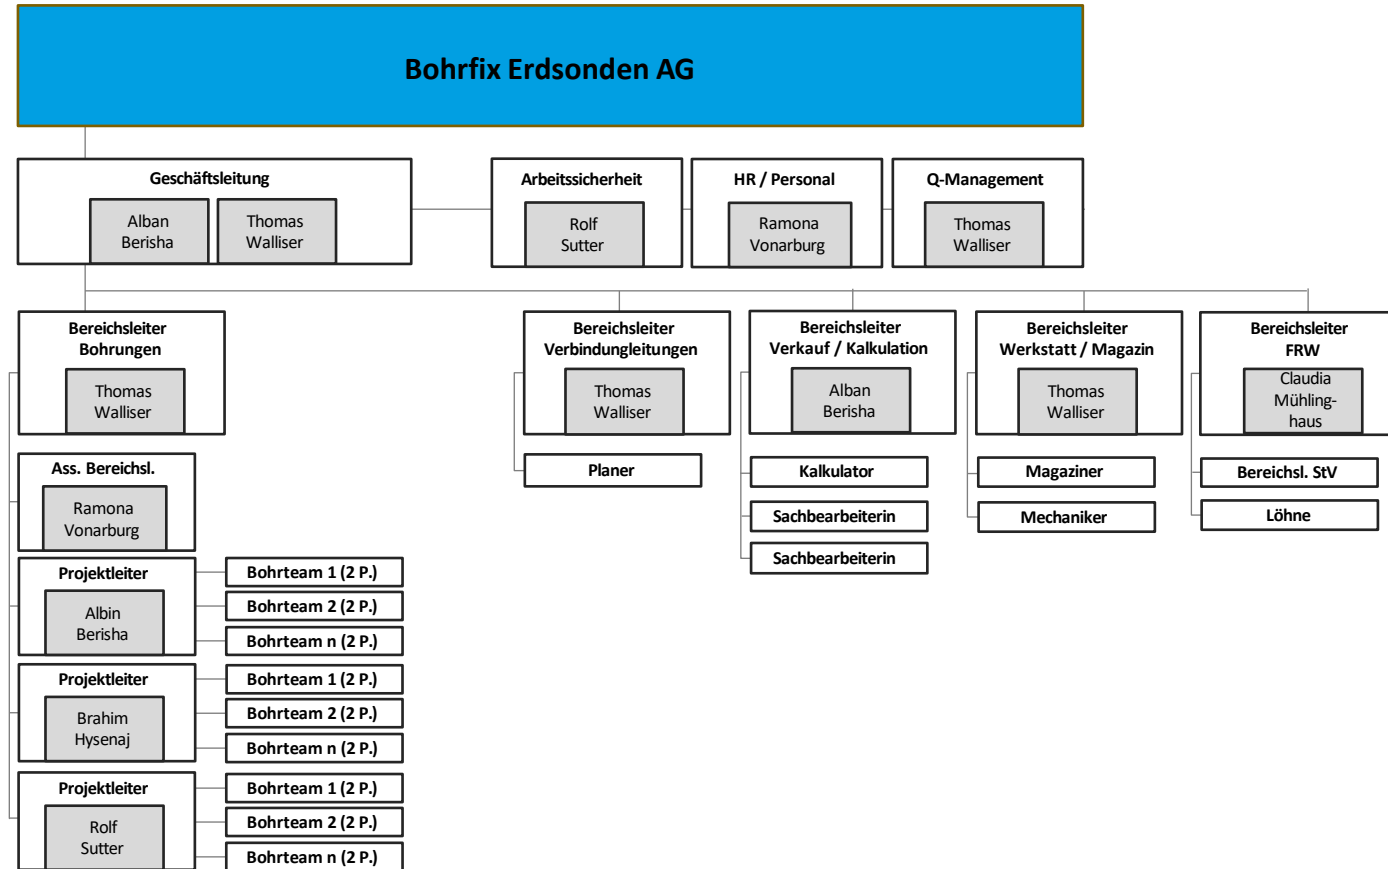 Bohrfix Erdsonden AG
Geschäftsleitung
Alban
Berisha
Thomas
Walliser
Arbeitssicherheit
Rolf
Sutter
HR / Personal
Ramona
Vonarburg
Q-Management
Thomas
Walliser
Bereichsleiter
Bohrungen
Thomas
Walliser
Ass. Bereichsl.
Ramona
Vonarburg
Projektleiter
Albin
Berisha
Bohrteam 1 (2 P.)
Bohrteam 2 (2 P.)
Bohrteam n (2 P.)
Projektleiter
Brahim
Hysenaj
Bohrteam 1 (2 P.)
Bohrteam 2 (2 P.)
Bohrteam n (2 P.)
Projektleiter
Rolf
Sutter
Bohrteam 1 (2 P.)
Bohrteam 2 (2 P.)
Bohrteam n (2 P.)
Bereichsleiter
Verbindungleitungen
Thomas
Walliser
Planer
Bereichsleiter
Verkauf / Kalkulation
Alban
Berisha
Kalkulator
Sachbearbeiterin
Sachbearbeiterin
Bereichsleiter
Werkstatt / Magazin
Thomas
Walliser
Magaziner
Mechaniker
Bereichsleiter
FRW
Claudia
Mühling-
haus
Bereichsl. StV
Löhne